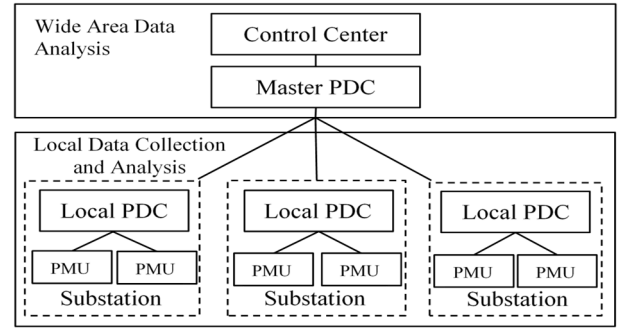 Wide Area Data
Analysis
Control Center
Master PDC
Local Data Collection
and Analysis
Local PDC
PMU
PMU
Substation
Local PDC
PMU
PMU
Substation
Local PDC
PMU
PMU
Substation